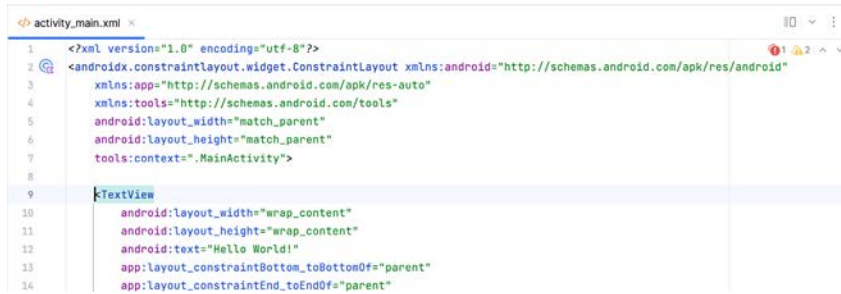 activity_main.xml
1 <?xml version="1.0" encoding="utf-8"?> 1 2
2 <androidx.constraintlayout.widget.ConstraintLayout xmlns:android="http://schemas.android.com/apk/res/android"
3 xmlns:app="http://schemas.android.com/apk/res-auto"
4 xmlns:tools="http://schemas.android.com/tools"
5 android:layout_width="match_parent"
6 android:layout_height="match_parent"
7 tools:context=".MainActivity">
8
9 <TextView
10 android:layout_width="wrap_content"
11 android:layout_height="wrap_content"
12 android:text="Hello World!"
13 app:layout_constraintBottom_toBottomOf="parent"
14 app:layout_constraintEnd_toEndOf="parent"